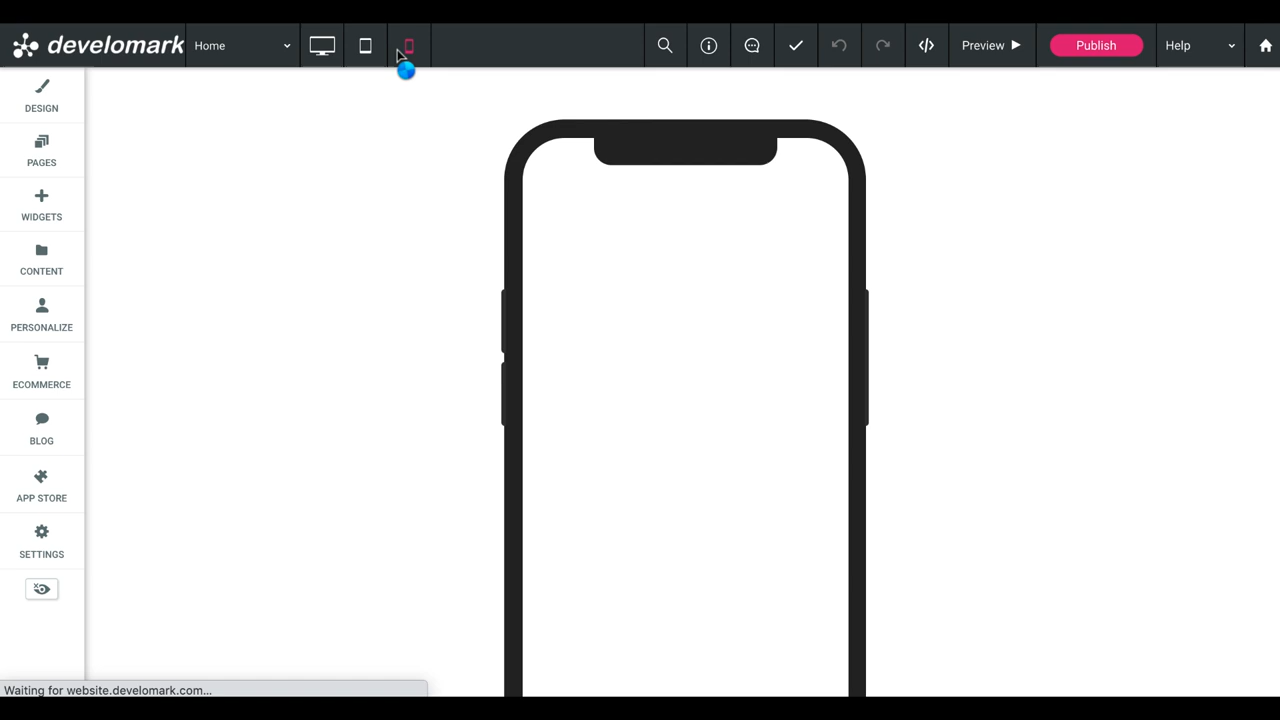 develomark
Home
Preview
Publish
Help
DESIGN
PAGES
WIDGETS
CONTENT
PERSONALIZE
ECOMMERCE
BLOG
APP STORE
SETTINGS
Waiting for website.develomark.com...